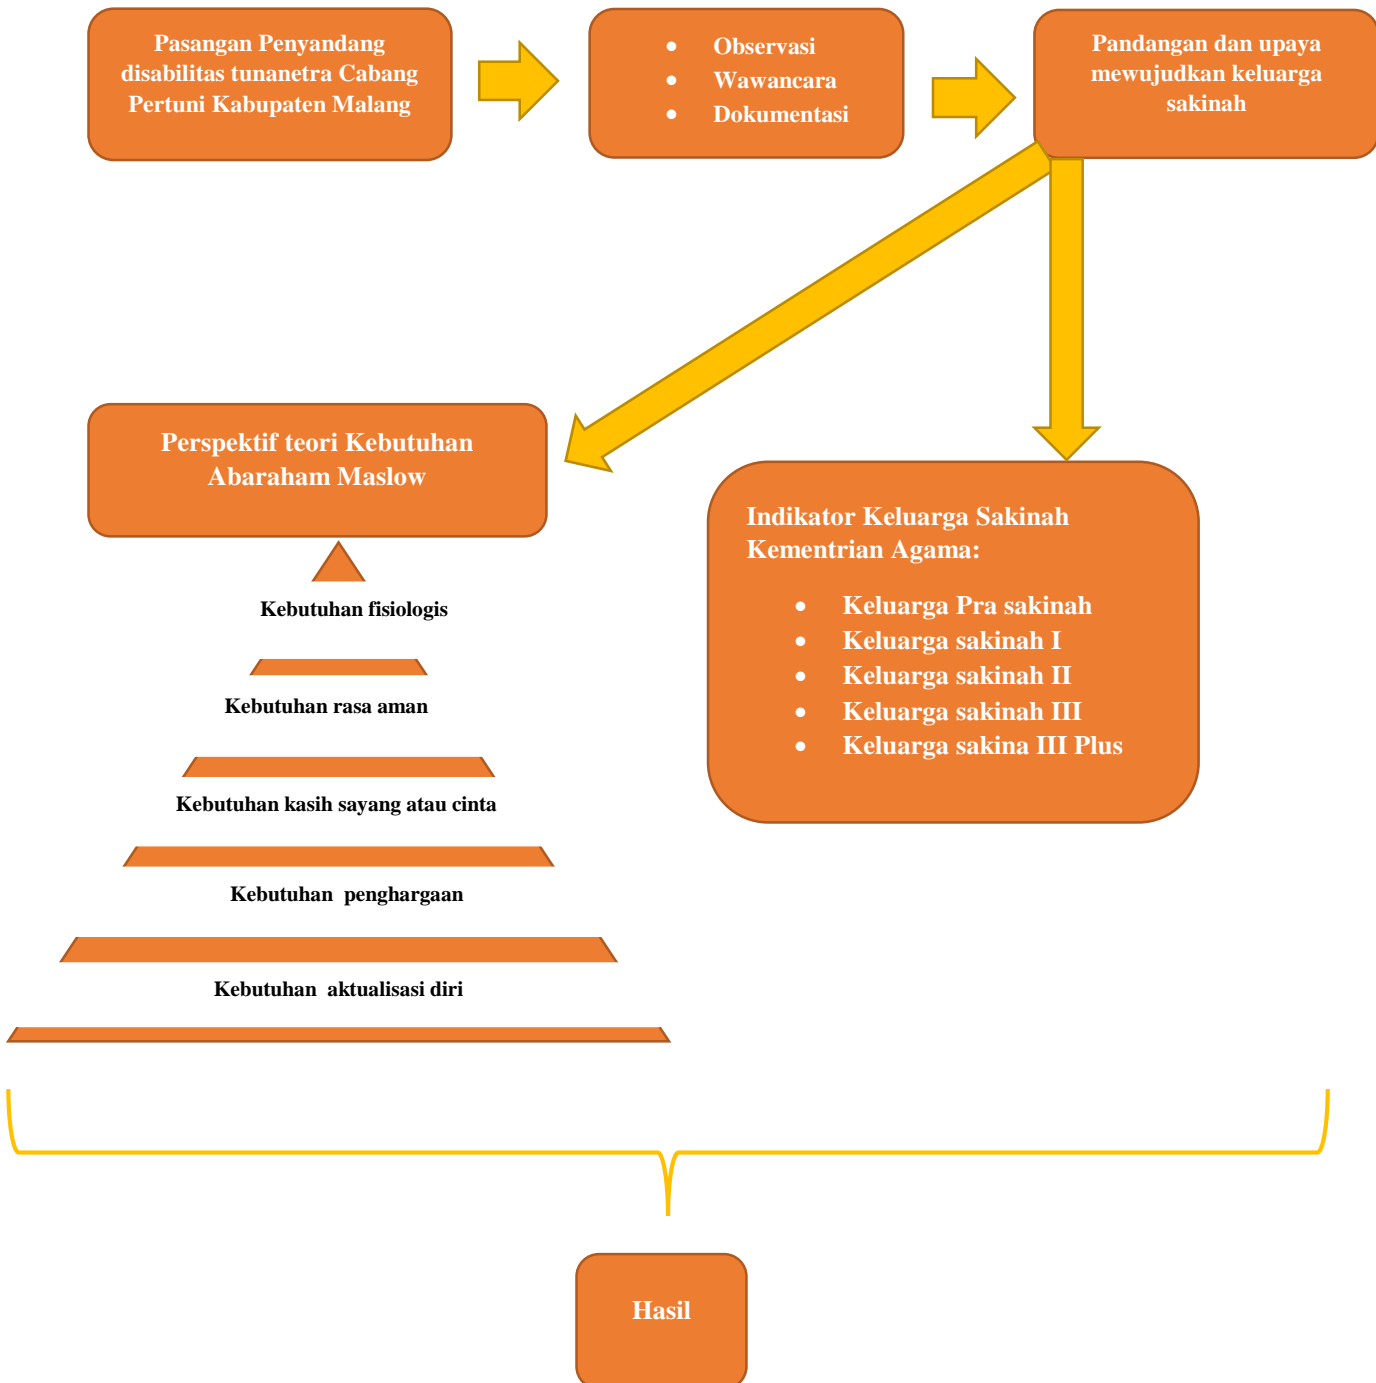 Pasangan Penyandang
disabilitas tunanetra Cabang
Pertuni Kabupaten Malang
• Observasi
• Wawancara
• Dokumentasi
Pandangan dan upaya
mewujudkan keluarga
sakinah
Perspektif teori Kebutuhan
Abaraham Maslow
Kebutuhan fisiologis
Kebutuhan rasa aman
Kebutuhan kasih sayang atau cinta
Kebutuhan penghargaan
Kebutuhan aktualisasi diri
Indikator Keluarga Sakinah
Kementrian Agama:
• Keluarga Pra sakinah
• Keluarga sakinah I
• Keluarga sakinah II
• Keluarga sakinah III
• Keluarga sakina III Plus
Hasil